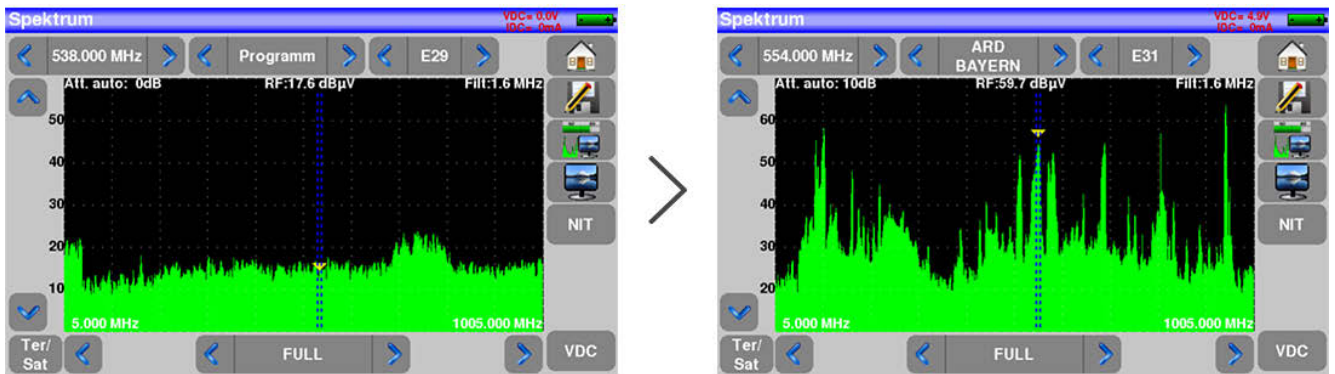 Spektrum
VDC= 0.0V
IDC= 0mA
538.000 MHz
Programm
E29
Att. auto: 0dB
RF:17.6 dBµV
Filt:1.6 MHz
50
40
30
20
10
5.000 MHz
1005.000 MHz
NIT
Ter/
Sat
FULL
VDC
Spektrum
VDC= 4.9V
IDC= 0mA
554.000 MHz
ARD
BAYERN
E31
Att. auto: 10dB
RF:59.7 dBµV
Filt:1.6 MHz
60
50
40
30
20
5.000 MHz
1005.000 MHz
NIT
Ter/
Sat
FULL
VDC